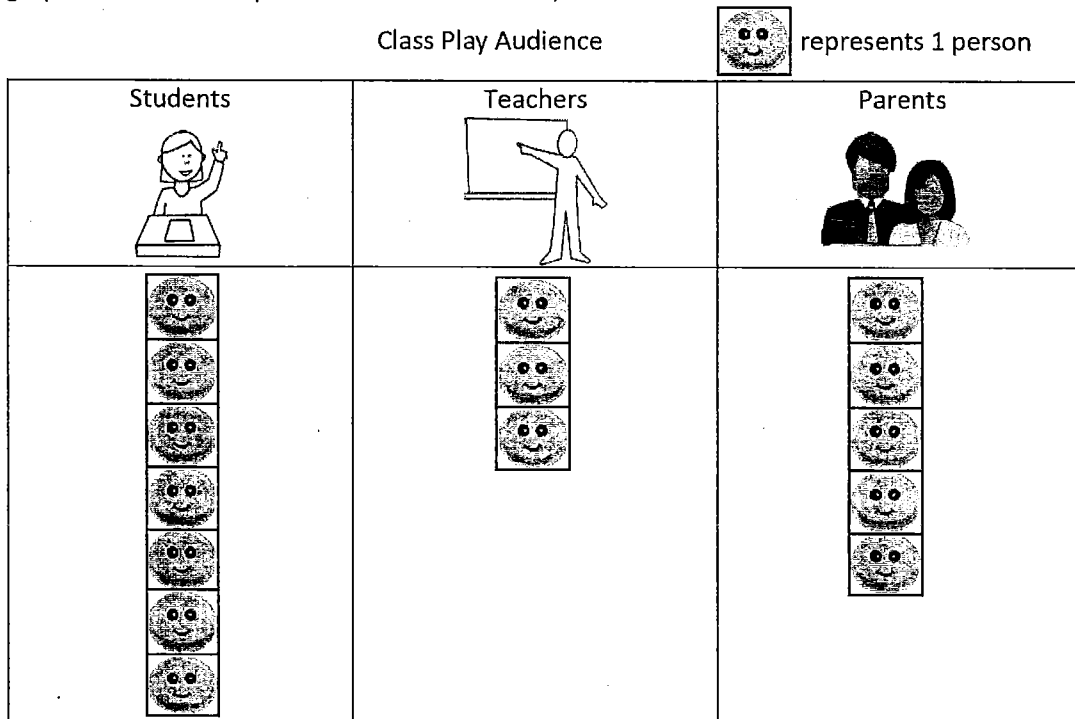 Class Play Audience
represents 1 person
Students
Teachers
Parents